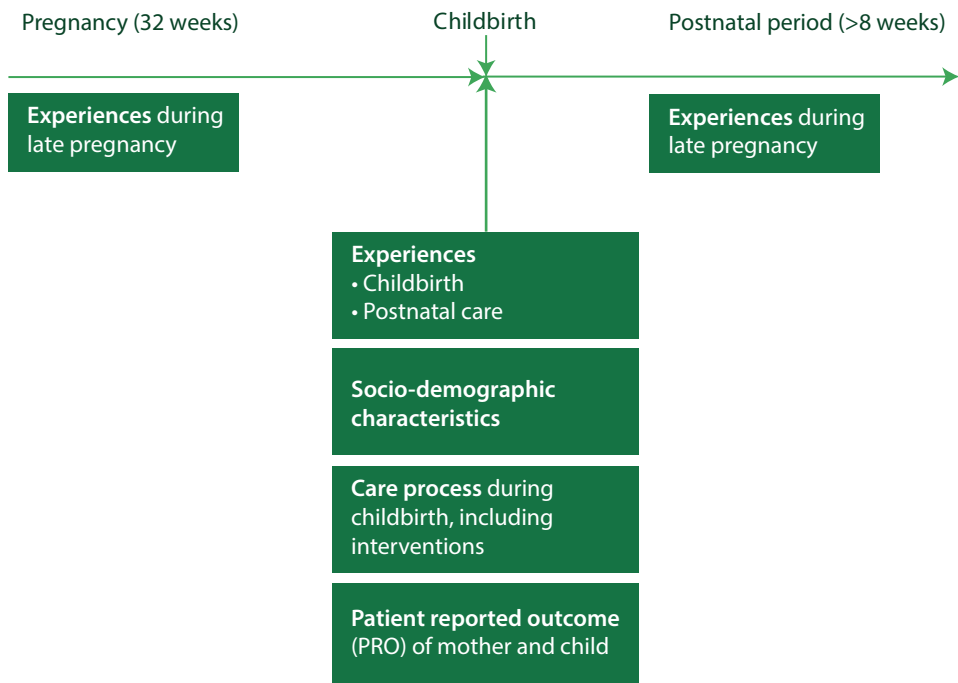 Pregnancy (32 weeks)
Childbirth
Postnatal period (>8 weeks)
Experiences during
late pregnancy
Experiences during
late pregnancy
Experiences
• Childbirth
• Postnatal care
Socio-demographic
characteristics
Care process during
childbirth, including
interventions
Patient reported outcome
(PRO) of mother and child